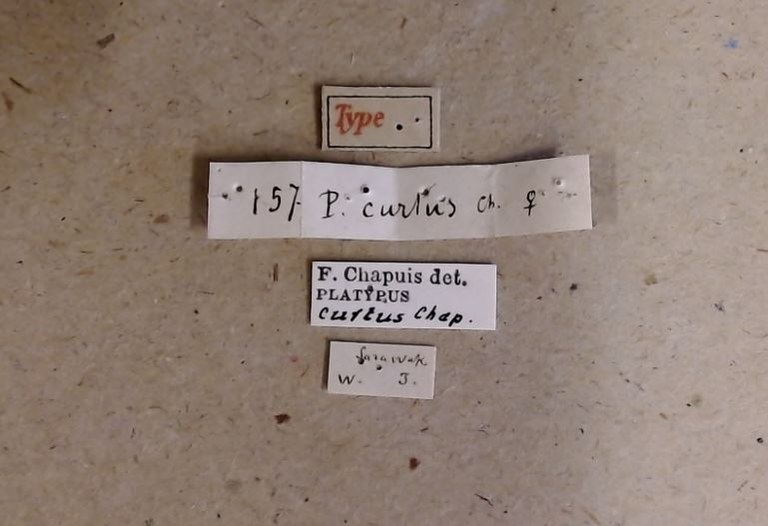 Type
157. P. curtus Ch. ♀
F. Chapuis det.
PLATYPUS
curtus Chap.
Sarawak
W. J.